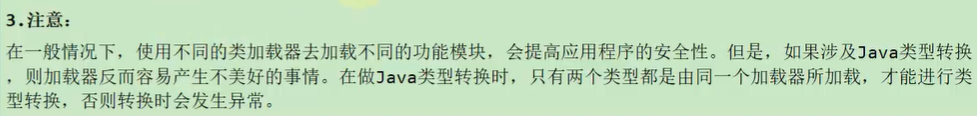 3.注意：
在一般情况下，使用不同的类加载器去加载不同的功能模块，会提高应用程序的安全性。但是，如果涉及Java类型转换
，则加载器反而容易产生不美好的事情。在做Java类型转换时，只有两个类型都是由同一个加载器所加载，才能进行类
型转换，否则转换时会发生异常。